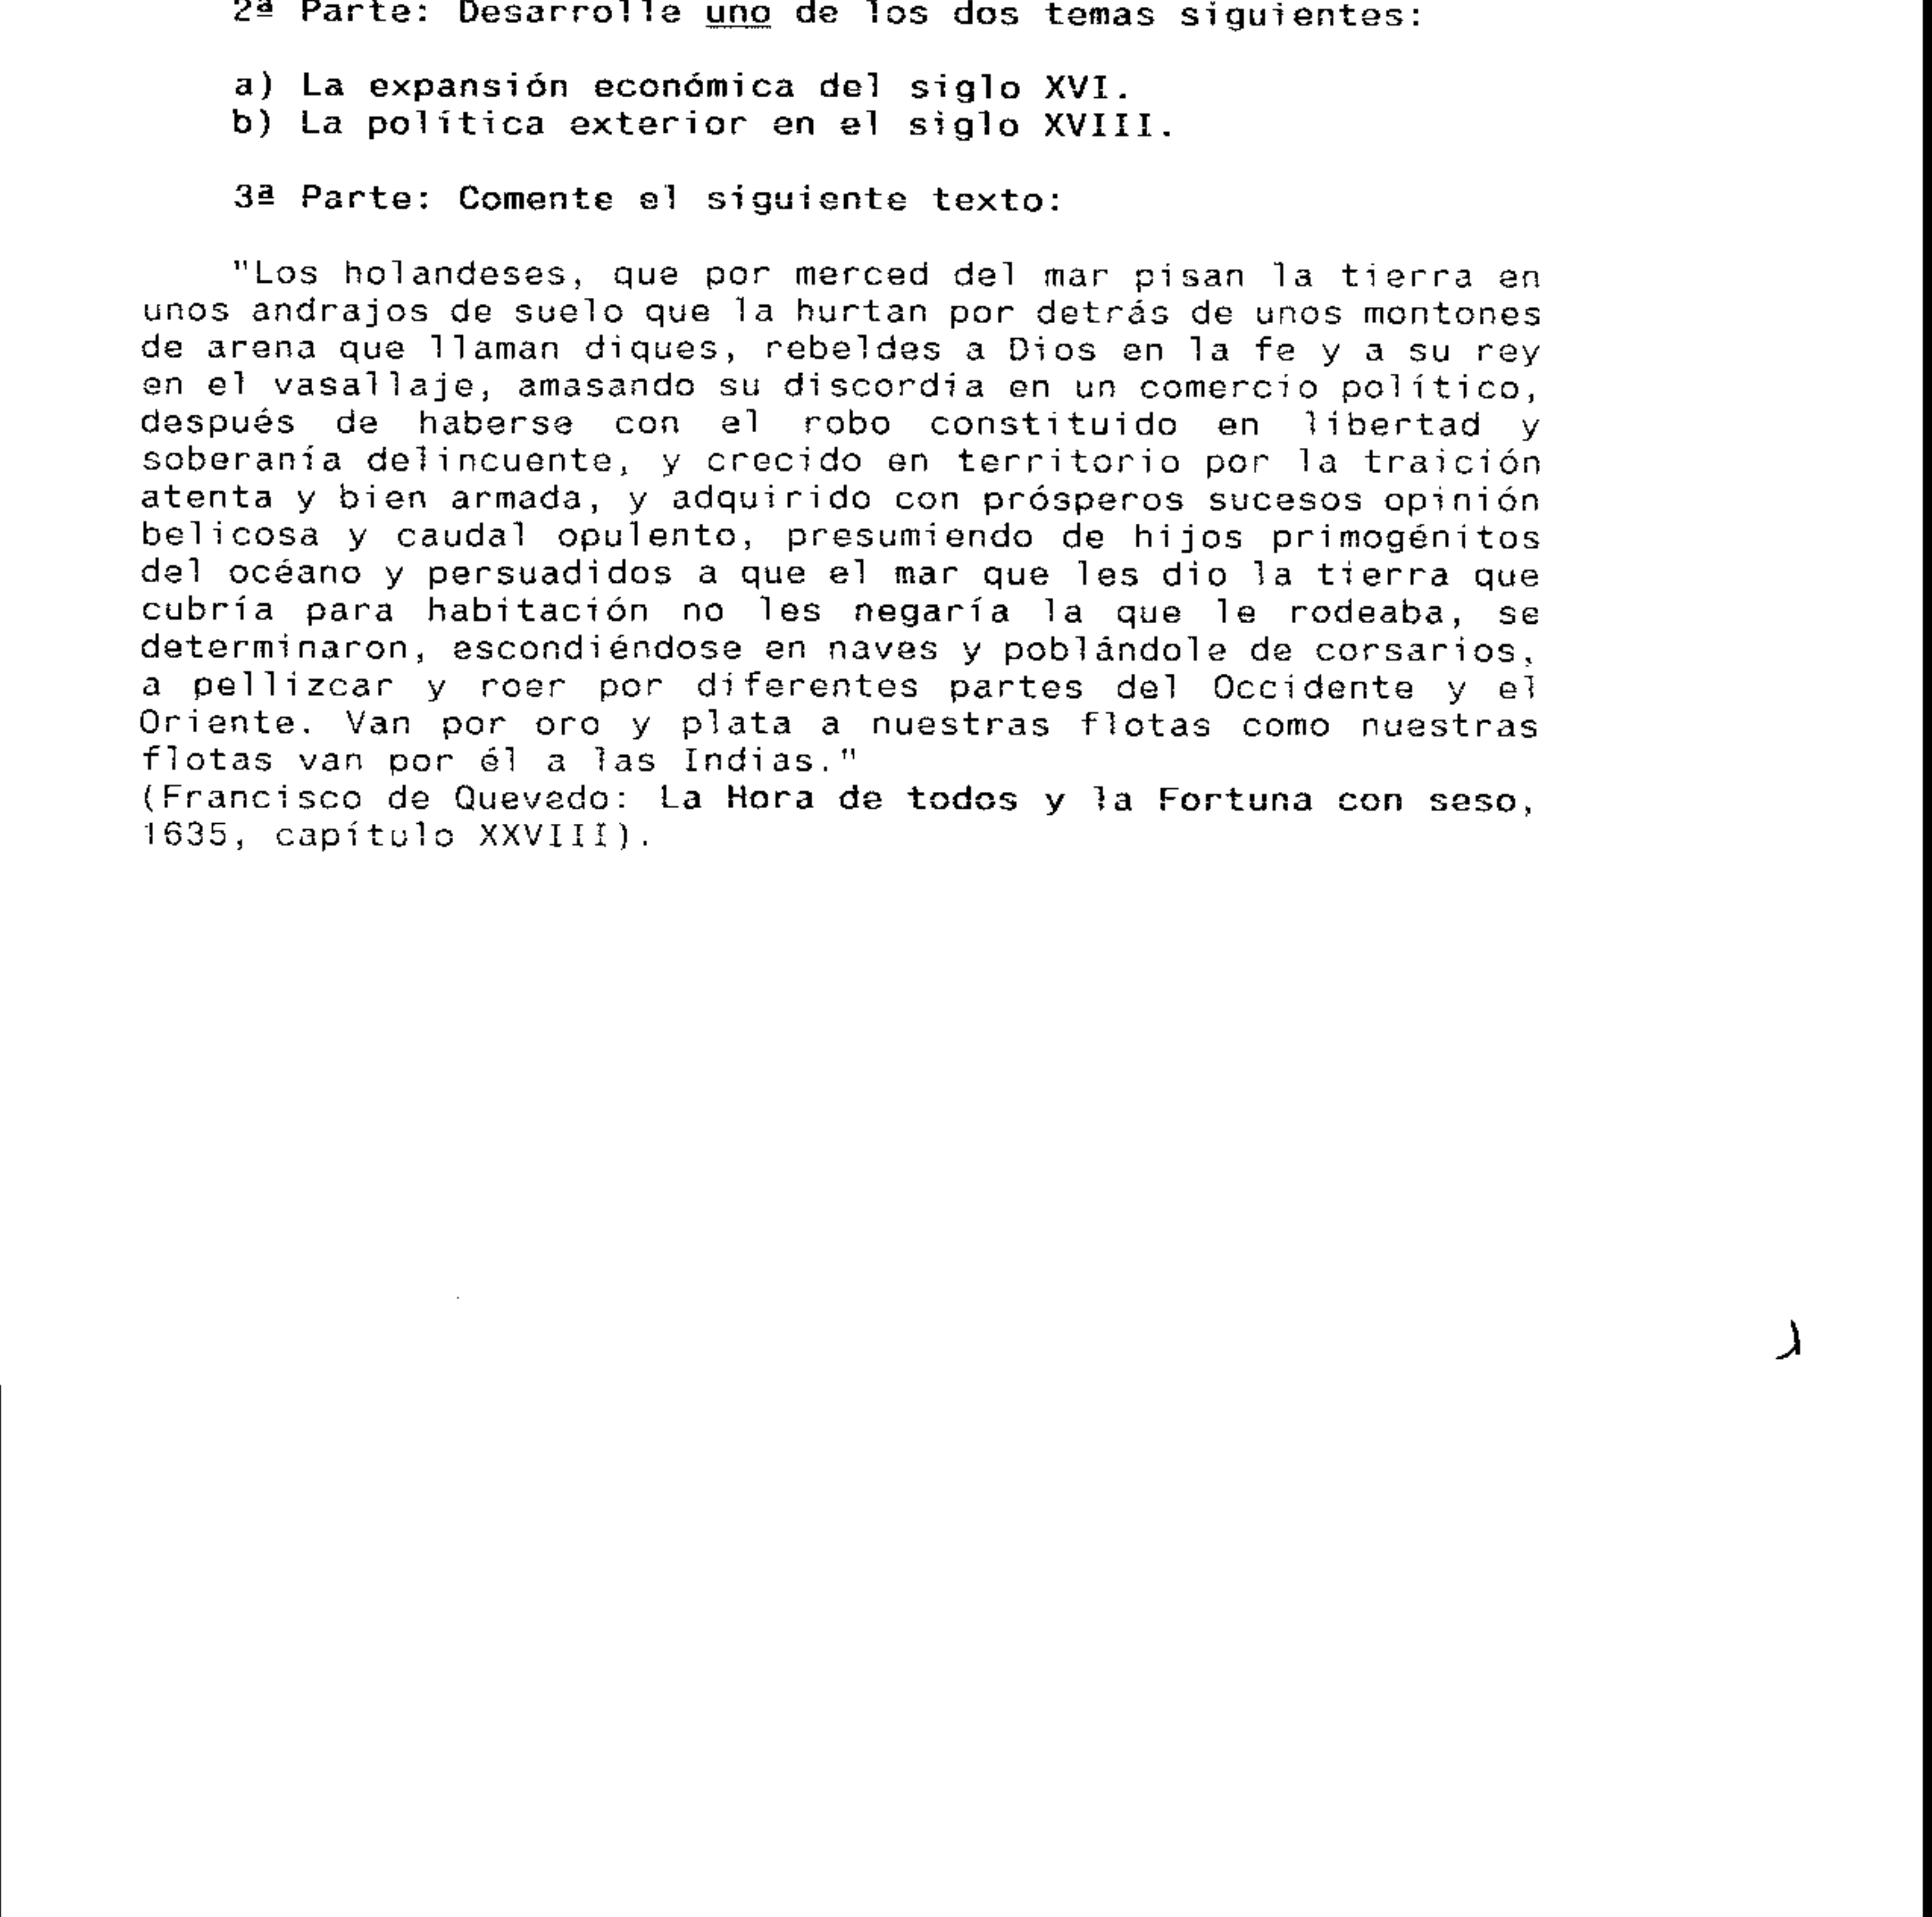 2ª Parte: Desarrolle uno de los dos temas siguientes:
a) La expansión económica del siglo XVI.
b) La política exterior en el siglo XVIII.
3ª Parte: Comente el siguiente texto:
"Los holandeses, que por merced del mar pisan la tierra en
unos andrajos de suelo que la hurtan por detrás de unos montones
de arena que llaman diques, rebeldes a Dios en la fe y a su rey
en el vasallaje, amasando su discordia en un comercio político,
después de haberse con el robo constituido en libertad y
soberanía delincuente, y crecido en territorio por la traición
atenta y bien armada, y adquirido con prósperos sucesos opinión
belicosa y caudal opulento, presumiendo de hijos primogénitos
del océano y persuadidos a que el mar que les dio la tierra que
cubría para habitación no les negaría la que le rodeaba, se
determinaron, escondiéndose en naves y poblándole de corsarios,
a pellizcar y roer por diferentes partes del Occidente y el
Oriente. Van por oro y plata a nuestras flotas como nuestras
flotas van por él a las Indias."
(Francisco de Quevedo: La Hora de todos y la Fortuna con seso,
1635, capítulo XXVIII).